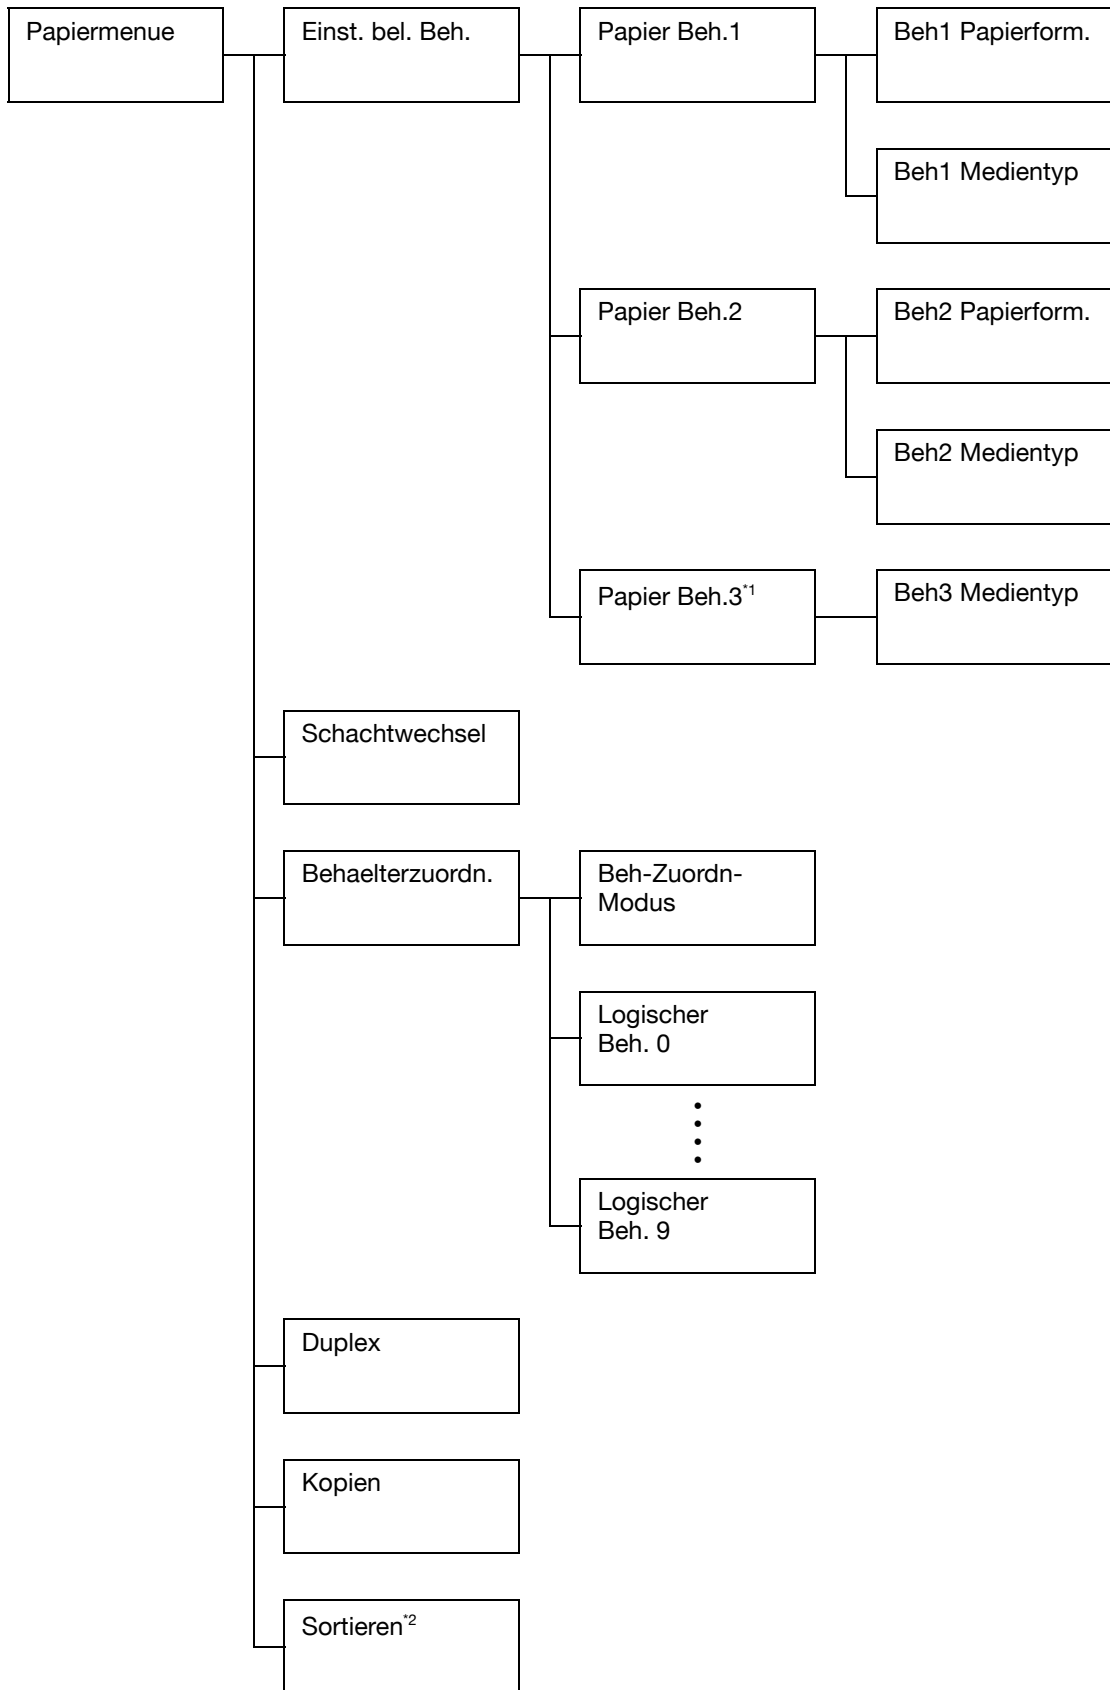 Papiermenue
Einst. bel. Beh.
Papier Beh.1
Beh1 Papierform.
Beh1 Medientyp
Papier Beh.2
Beh2 Papierform.
Beh2 Medientyp
Papier Beh.3*1
Beh3 Medientyp
Schachtwechsel
Behaelterzuordn.
Beh-Zuordn-
Modus
Logischer
Beh. 0
Logischer
Beh. 9
Duplex
Kopien
Sortieren*2